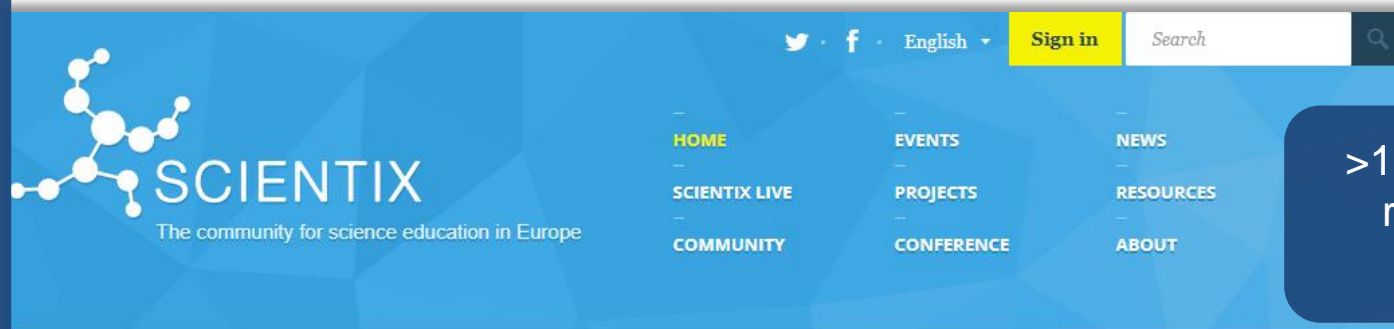 English
Sign in
Search
HOME
EVENTS
NEWS
SCIENTIX
SCIENTIX LIVE
PROJECTS
RESOURCES
The community for science education in Europe
COMMUNITY
CONFERENCE
ABOUT
>1